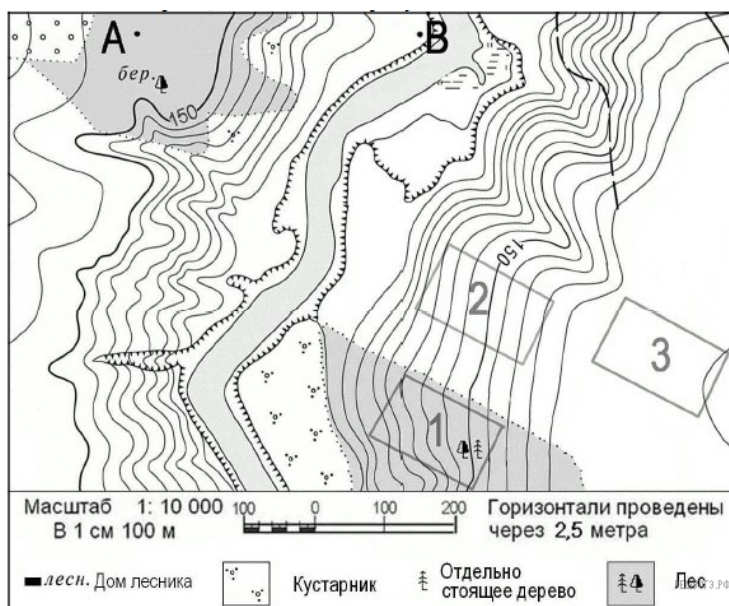 А В
бер.
150
150
2
3
1
Масштаб 1: 10 000
В 1 см 100 м
100 0 200
Горизонтали проведены
через 2,5 метра
лесн. Дом лесника
Кустарник
Отдельно
стоящее дерево
Лес